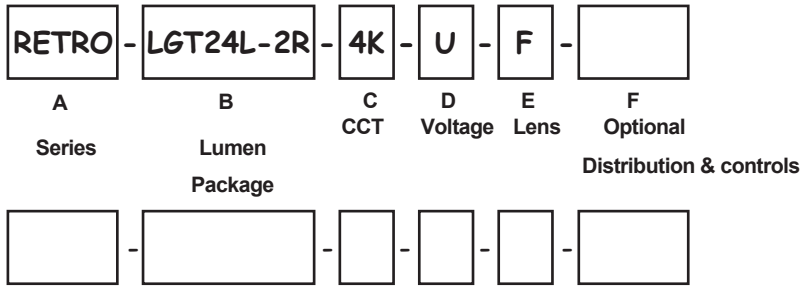 RETRO - LGT24L-2R - 4K - U - F -
A B C D E F
CCT Voltage Lens Optional
Series Lumen Distribution & controls
Package
- - - - -